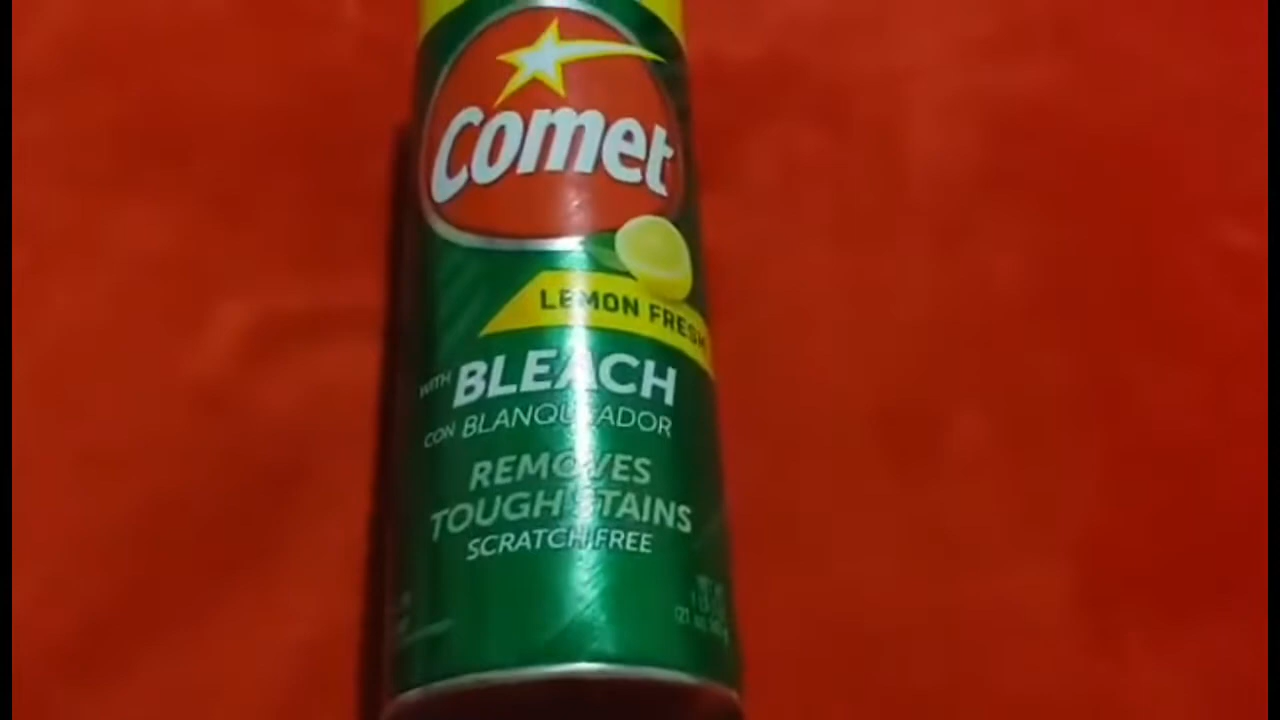 Comet
LEMON FRESH
WITH BLEACH
CON BLANQUEADOR
REMOVES
TOUGH STAINS
SCRATCH FREE